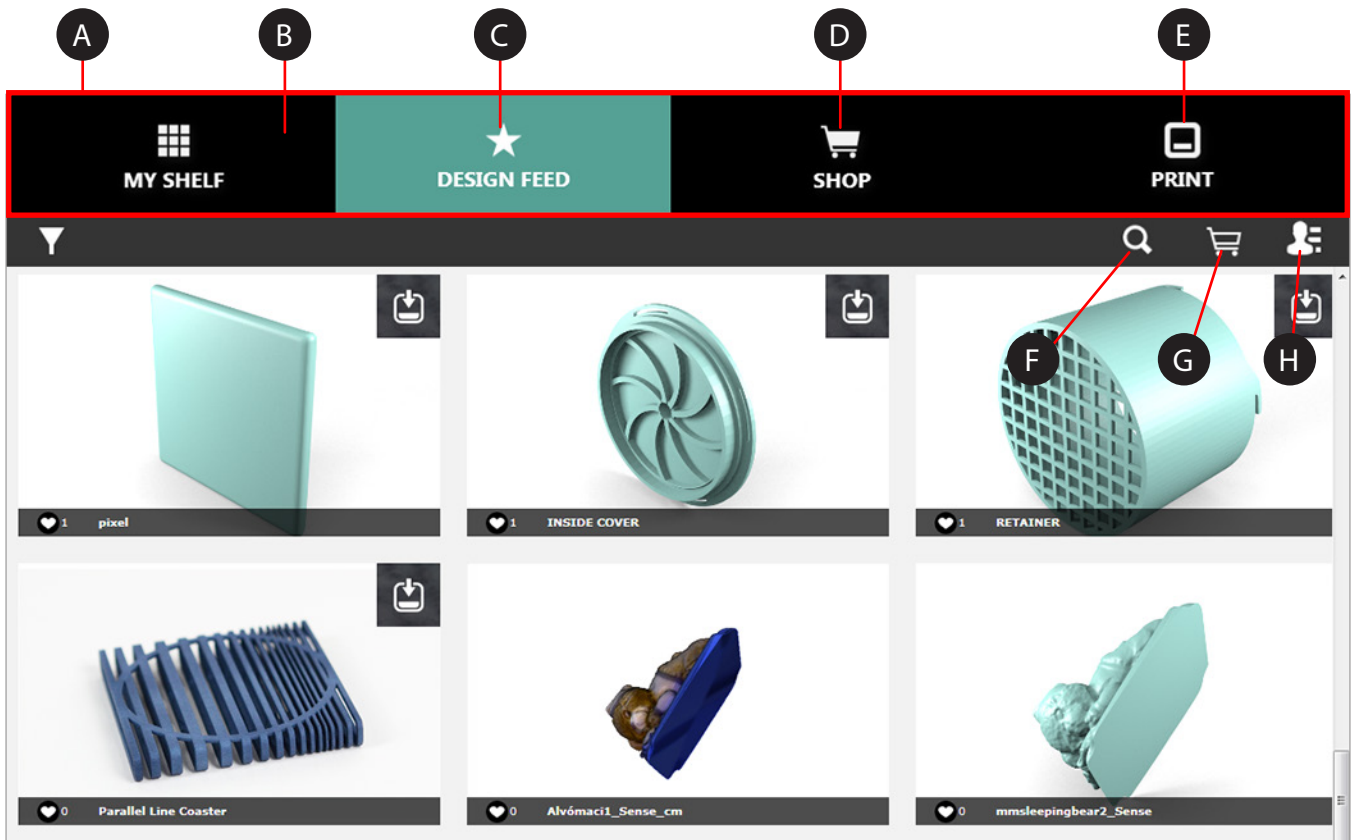 A B C D E
MY SHELF DESIGN FEED SHOP PRINT
F G H
1 pixel 1 INSIDE COVER 1 RETAINER
0 Parallel Line Coaster 0 Alvómaci1_Sense_cm 0 mmsleepingbear2_Sense